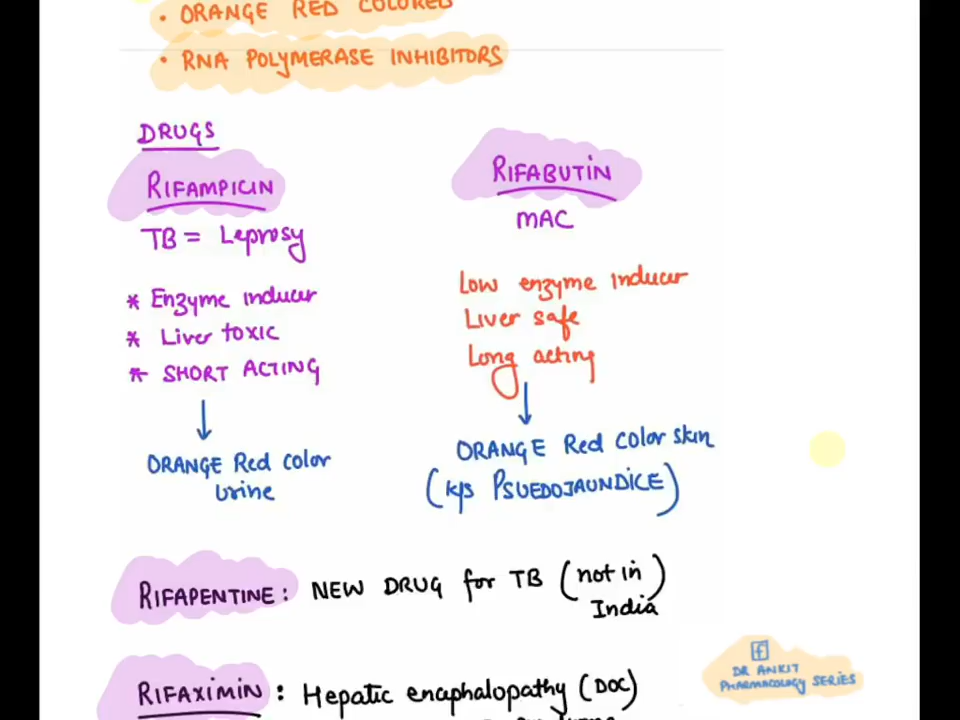 • ORANGE RED COLORED
• RNA POLYMERASE INHIBITORS
DRUGS
RIFAMPICIN
TB = Leprosy
* Enzyme inducer
* Liver toxic
* SHORT ACTING
ORANGE Red color
urine
RIFABUTIN
MAC
Low enzyme inducer
Liver safe
Long acting
ORANGE Red color skin
(k/s PSUEDOJAUNDICE)
RIFAPENTINE: NEW DRUG for TB (not in
India)
RIFAXIMIN : Hepatic encephalopathy (DOC)
DR ANKIT
PHARMACOLOGY SERIES